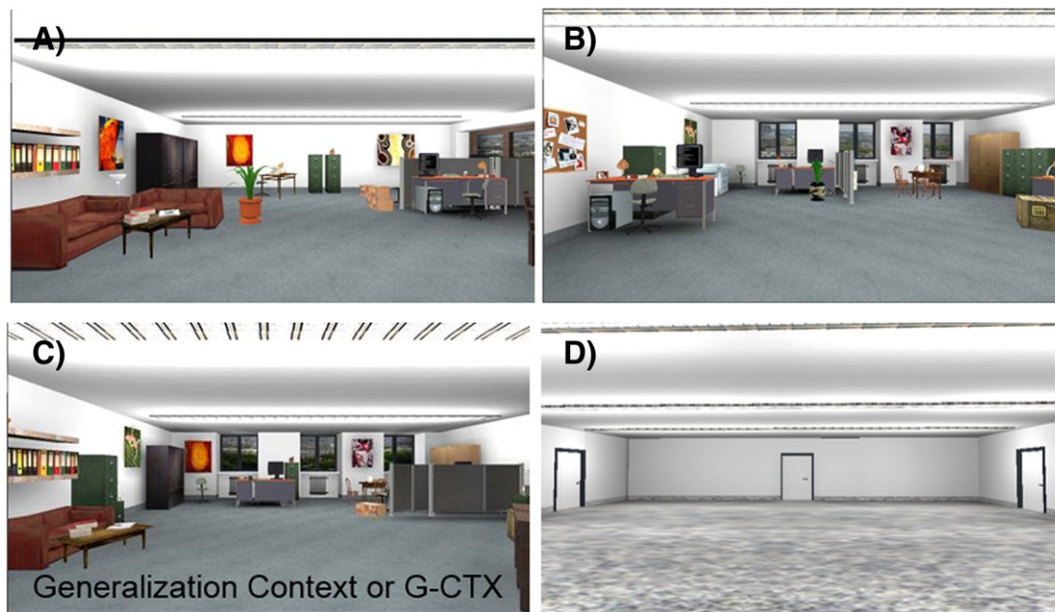 A)
B)
C)
D)
Generalization Context or G-CTX